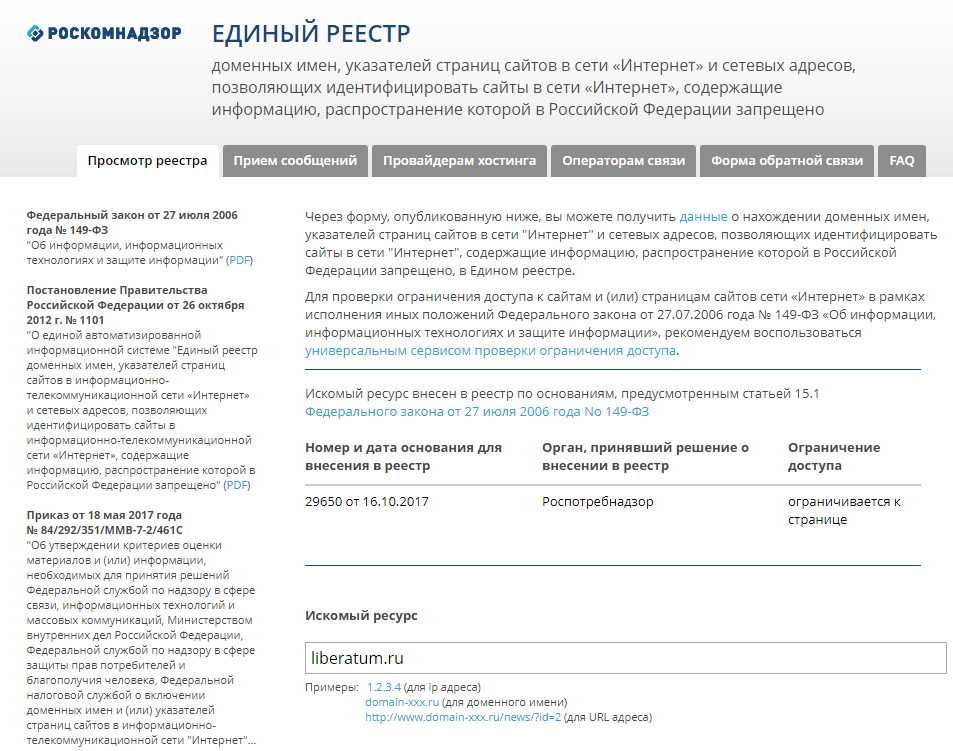 РОСКОМНАДЗОР
ЕДИНЫЙ РЕЕСТР
доменных имен, указателей страниц сайтов в сети «Интернет» и сетевых адресов,
позволяющих идентифицировать сайты в сети «Интернет», содержащие
информацию, распространение которой в Российской Федерации запрещено
Просмотр реестра
Прием сообщений
Провайдерам хостинга
Операторам связи
Форма обратной связи
FAQ
Федеральный закон от 27 июля 2006
года № 149-ФЗ
"Об информации, информационных
технологиях и защите информации" (PDF)
Постановление Правительства
Российской Федерации от 26 октября
2012 г. № 1101
"О единой автоматизированной
информационной системе "Единый реестр
доменных имен, указателей страниц
сайтов в информационно-
телекоммуникационной сети «Интернет»
и сетевых адресов, позволяющих
идентифицировать сайты в
информационно-телекоммуникационной
сети «Интернет», содержащие
информацию, распространение которой в
Российской Федерации запрещено" (PDF)
Приказ от 18 мая 2017 года
№ 84/292/351/ММВ-7-2/461С
"Об утверждении критериев оценки
материалов и (или) информации,
необходимых для принятия решений
Федеральной службой по надзору в сфере
связи, информационных технологий и
массовых коммуникаций, Министерством
внутренних дел Российской Федерации,
Федеральной службой по надзору в сфере
защиты прав потребителей и
благополучия человека, Федеральной
налоговой службой о включении
доменных имен и (или) указателей
страниц сайтов в информационно-
телекоммуникационной сети "Интернет"...
Через форму, опубликованную ниже, вы можете получить данные о нахождении доменных имен,
указателей страниц сайтов в сети "Интернет" и сетевых адресов, позволяющих идентифицировать
сайты в сети "Интернет", содержащие информацию, распространение которой в Российской
Федерации запрещено, в Едином реестре.
Для проверки ограничения доступа к сайтам и (или) страницам сайтов сети «Интернет» в рамках
исполнения иных положений Федерального закона от 27.07.2006 года № 149-ФЗ «Об информации,
информационных технологиях и защите информации», рекомендуем воспользоваться
универсальным сервисом проверки ограничения доступа.
Искомый ресурс внесен в реестр по основаниям, предусмотренным статьей 15.1
Федерального закона от 27 июля 2006 года No 149-ФЗ
Номер и дата основания для
внесения в реестр
Орган, принявший решение о
внесении в реестр
Ограничение
доступа
29650 от 16.10.2017
Роспотребнадзор
ограничивается к
странице
Искомый ресурс
liberatum.ru
Примеры: 1.2.3.4 (для ip адреса)
domain-xxx.ru (для доменного имени)
http://www.domain-xxx.ru/news/?id=2 (для URL адреса)